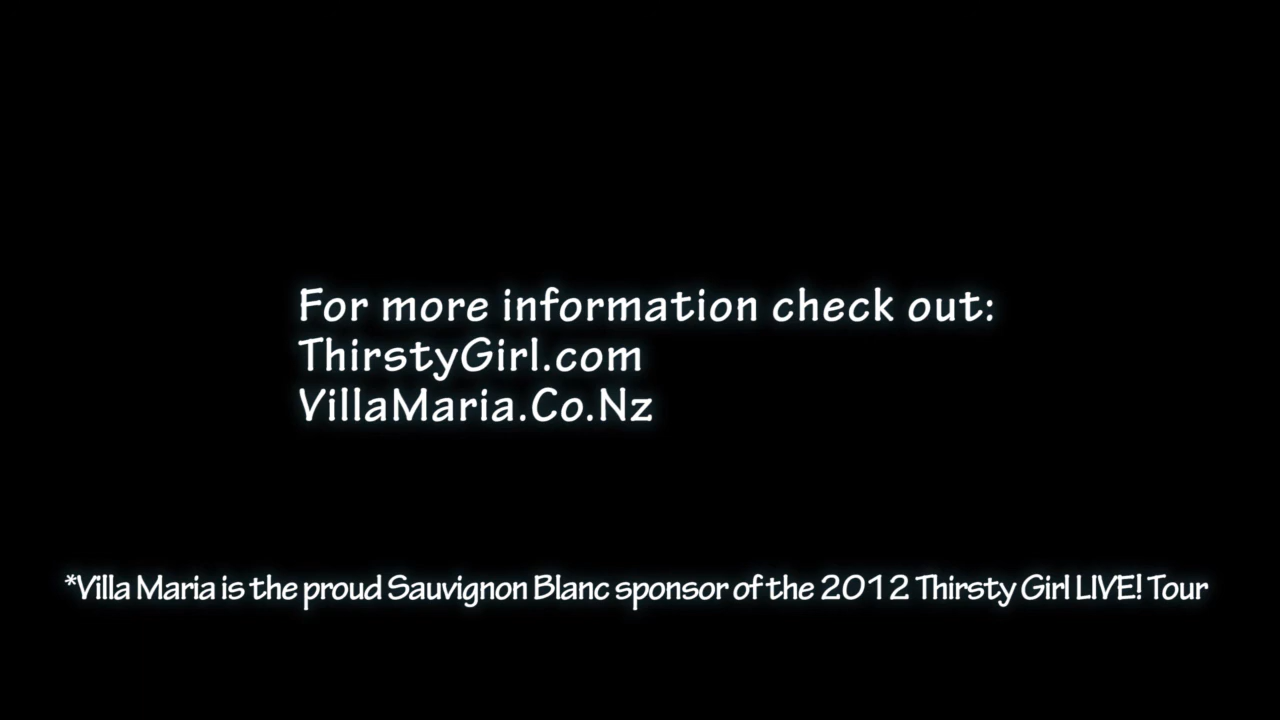 For more information check out:
ThirstyGirl.com
VillaMaria.Co.Nz
*Villa Maria is the proud Sauvignon Blanc sponsor of the 2012 Thirsty Girl LIVE! Tour